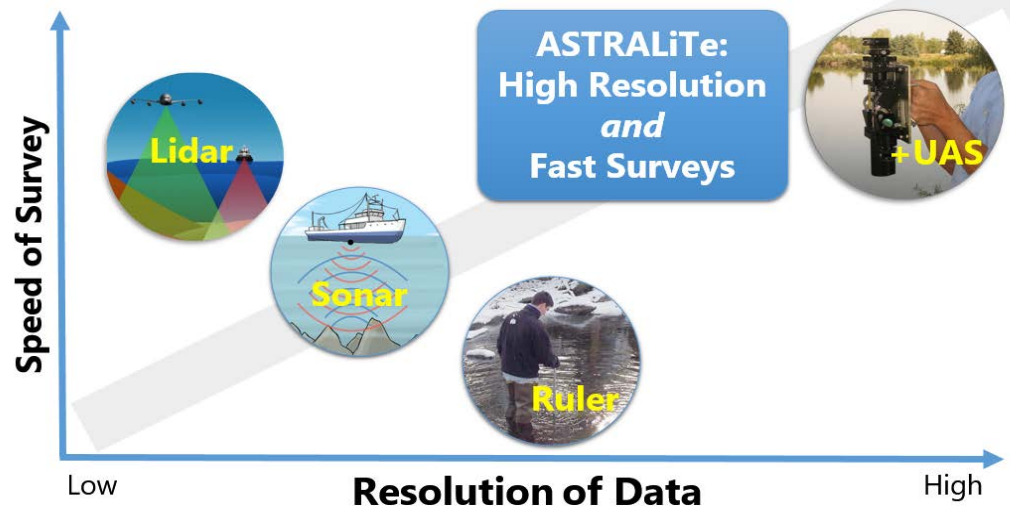 ASTRALiTe:
High Resolution
and
Fast Surveys
+UAS
Lidar
Sonar
Ruler
Speed of Survey
Low
Resolution of Data
High